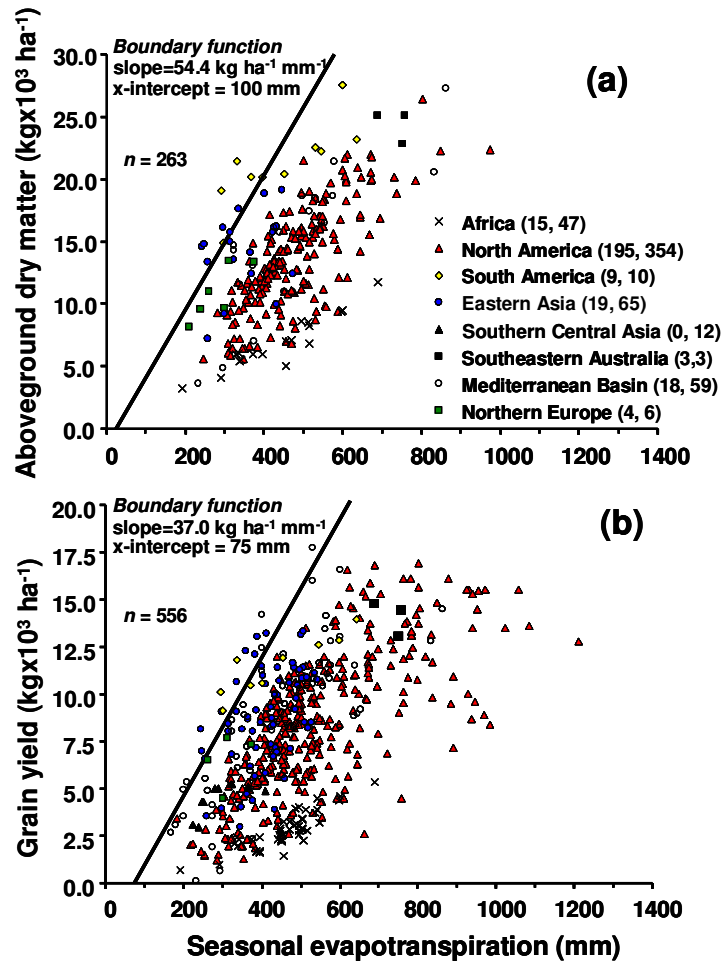 Boundary function
slope=54.4 kg ha⁻¹ mm⁻¹
x-intercept = 100 mm
(a)
n = 263
Aboveground dry matter (kgx10³ ha⁻¹)
30.0
25.0
20.0
15.0
10.0
5.0
0.0
Africa (15, 47)
North America (195, 354)
South America (9, 10)
Eastern Asia (19, 65)
Southern Central Asia (0, 12)
Southeastern Australia (3,3)
Mediterranean Basin (18, 59)
Northern Europe (4, 6)
200 400 600 800 1000 1200 1400
Boundary function
slope=37.0 kg ha⁻¹ mm⁻¹
x-intercept = 75 mm
(b)
n = 556
Grain yield (kgx10³ ha⁻¹)
20.0
17.5
15.0
12.5
10.0
7.5
5.0
2.5
0.0
200 400 600 800 1000 1200 1400
Seasonal evapotranspiration (mm)